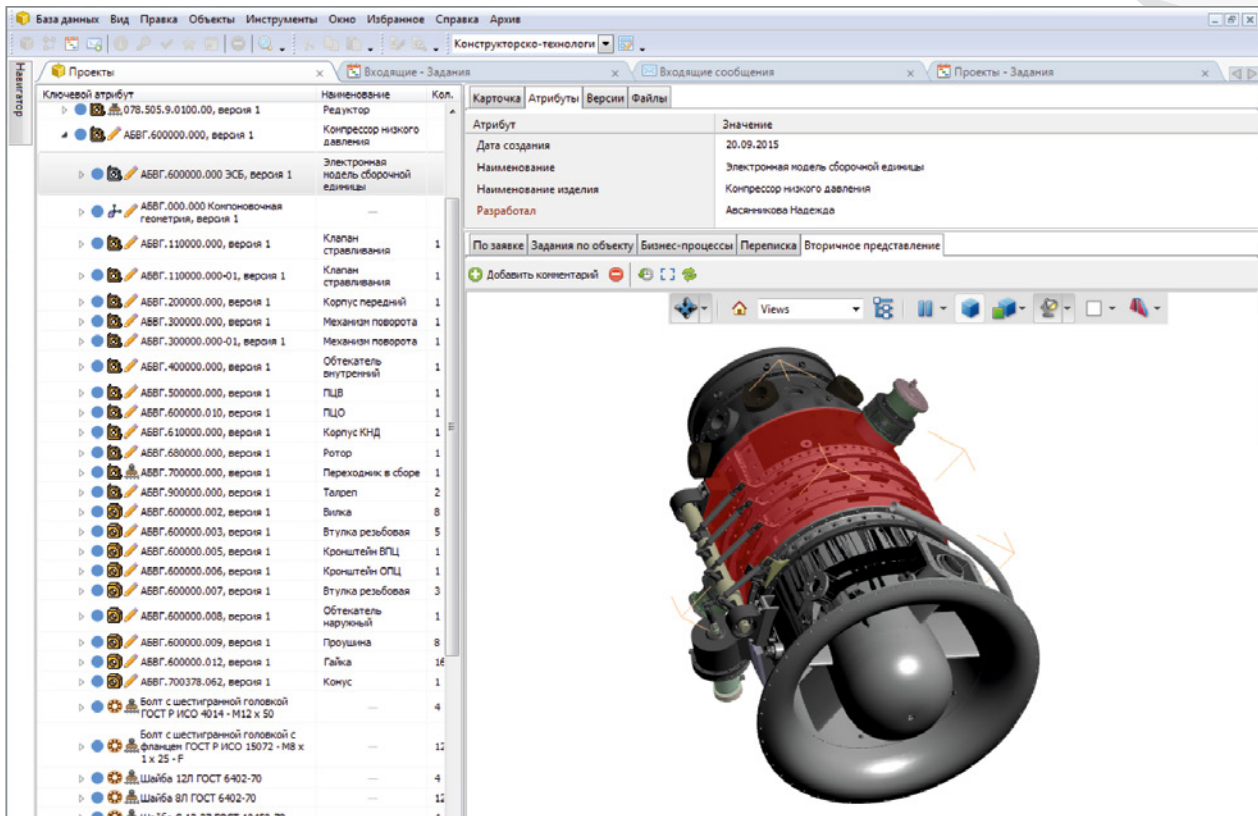 База данных Вид Правка Объекты Инструменты Окно Избранное Справка Архив
Конструкторско-технологи
Навигатор
Проекты
Входящие - Задания
Входящие сообщения
Проекты - Задания
Ключевой атрибут Наименование Кол.
078.505.9.0100.00, версия 1 Редуктор
АБВГ.600000.000, версия 1 Компрессор низкого
давления
АБВГ.600000.000 ЭСБ, версия 1 Электронная
модель сборочной
единицы
АБВГ.000.000 Компоновочная
геометрия, версия 1 —
АБВГ.110000.000, версия 1 Клапан
стравливания 1
АБВГ.110000.000-01, версия 1 Клапан
стравливания 1
АБВГ.200000.000, версия 1 Корпус передний 1
АБВГ.300000.000, версия 1 Механизм поворота 1
АБВГ.300000.000-01, версия 1 Механизм поворота 1
АБВГ.400000.000, версия 1 Обтекатель
внутренний 1
АБВГ.500000.000, версия 1 ПЦВ 1
АБВГ.600000.010, версия 1 ПЦО 1
АБВГ.610000.000, версия 1 Корпус КНД 1
АБВГ.680000.000, версия 1 Ротор 1
АБВГ.700000.000, версия 1 Переходник в сборе 1
АБВГ.900000.000, версия 1 Талреп 2
АБВГ.600000.002, версия 1 Вилка 8
АБВГ.600000.003, версия 1 Втулка резьбовая 5
АБВГ.600000.005, версия 1 Кронштейн ВПЦ 1
АБВГ.600000.006, версия 1 Кронштейн ОПЦ 1
АБВГ.600000.007, версия 1 Втулка резьбовая 3
АБВГ.600000.008, версия 1 Обтекатель
наружный 1
АБВГ.600000.009, версия 1 Проушина 8
АБВГ.600000.012, версия 1 Гайка 16
АБВГ.700378.062, версия 1 Конус 1
Болт с шестигранной головкой
ГОСТ Р ИСО 4014 - М12 х 50 — 4
Болт с шестигранной головкой с
фланцем ГОСТ Р ИСО 15072 - М8 х
1 х 25 - F — 12
Шайба 12Л ГОСТ 6402-70 — 4
Шайба 8Л ГОСТ 6402-70 — 12
Карточка Атрибуты Версии Файлы
Атрибут Значение
Дата создания 20.09.2015
Наименование Электронная модель сборочной единицы
Наименование изделия Компрессор низкого давления
Разработал Авсянникова Надежда
По заявке Задания по объекту Бизнес-процессы Переписка Вторичное представление
Добавить комментарий
Views